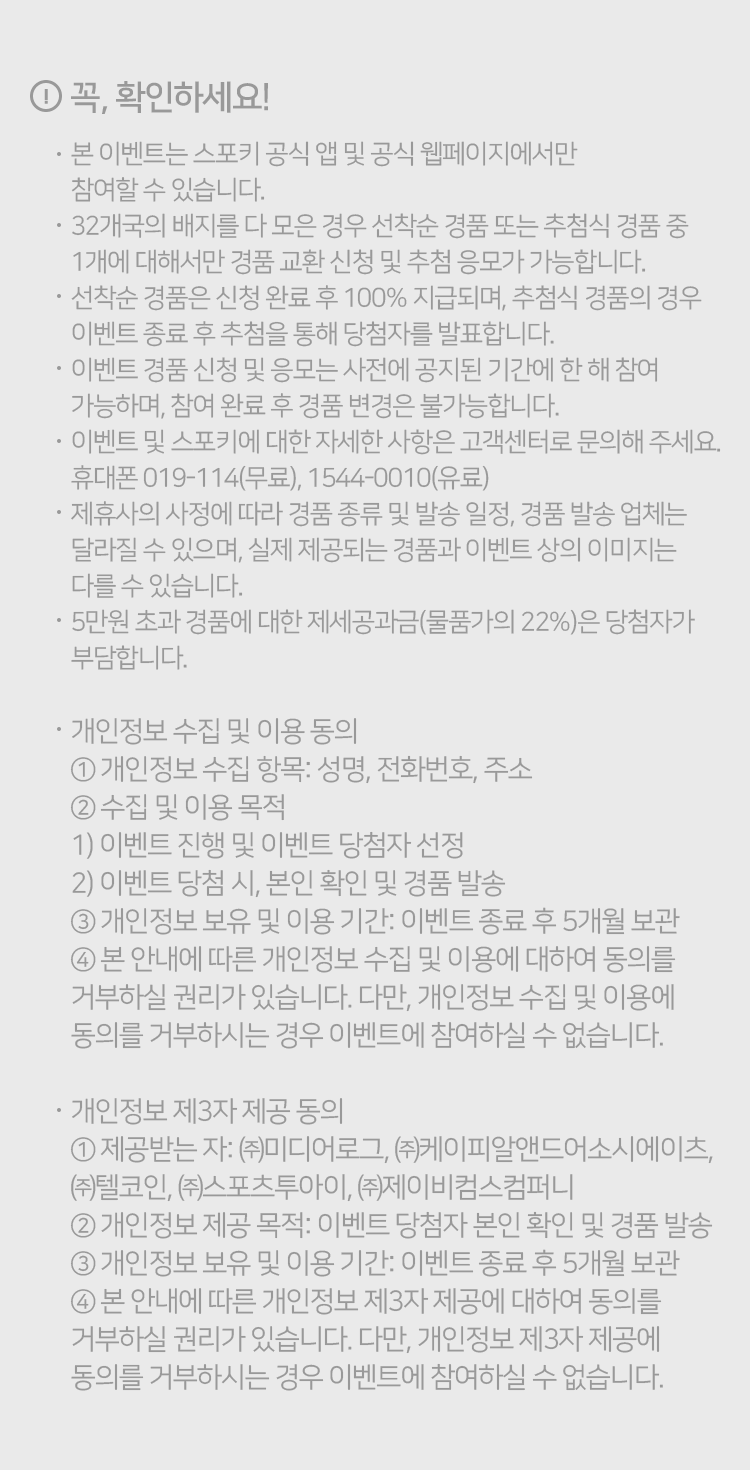 꼭, 확인하세요!
· 본 이벤트는 스포키 공식 앱 및 공식 웹페이지에서만
참여할 수 있습니다.
· 32개국의 배지를 다 모은 경우 선착순 경품 또는 추첨식 경품 중
1개에 대해서만 경품 교환 신청 및 추첨 응모가 가능합니다.
· 선착순 경품은 신청 완료 후 100% 지급되며, 추첨식 경품의 경우
이벤트 종료 후 추첨을 통해 당첨자를 발표합니다.
· 이벤트 경품 신청 및 응모는 사전에 공지된 기간에 한 해 참여
가능하며, 참여 완료 후 경품 변경은 불가능합니다.
· 이벤트 및 스포키에 대한 자세한 사항은 고객센터로 문의해 주세요.
휴대폰 019-114(무료), 1544-0010(유료)
· 제휴사의 사정에 따라 경품 종류 및 발송 일정, 경품 발송 업체는
달라질 수 있으며, 실제 제공되는 경품과 이벤트 상의 이미지는
다를 수 있습니다.
· 5만원 초과 경품에 대한 제세공과금(물품가의 22%)은 당첨자가
부담합니다.
· 개인정보 수집 및 이용 동의
① 개인정보 수집 항목: 성명, 전화번호, 주소
② 수집 및 이용 목적
1) 이벤트 진행 및 이벤트 당첨자 선정
2) 이벤트 당첨 시, 본인 확인 및 경품 발송
③ 개인정보 보유 및 이용 기간: 이벤트 종료 후 5개월 보관
④ 본 안내에 따른 개인정보 수집 및 이용에 대하여 동의를
거부하실 권리가 있습니다. 다만, 개인정보 수집 및 이용에
동의를 거부하시는 경우 이벤트에 참여하실 수 없습니다.
· 개인정보 제3자 제공 동의
① 제공받는 자: ㈜미디어로그, ㈜케이피알앤드어소시에이츠,
㈜텔코인, ㈜스포츠투아이, ㈜제이비컴스컴퍼니
② 개인정보 제공 목적: 이벤트 당첨자 본인 확인 및 경품 발송
③ 개인정보 보유 및 이용 기간: 이벤트 종료 후 5개월 보관
④ 본 안내에 따른 개인정보 제3자 제공에 대하여 동의를
거부하실 권리가 있습니다. 다만, 개인정보 제3자 제공에
동의를 거부하시는 경우 이벤트에 참여하실 수 없습니다.